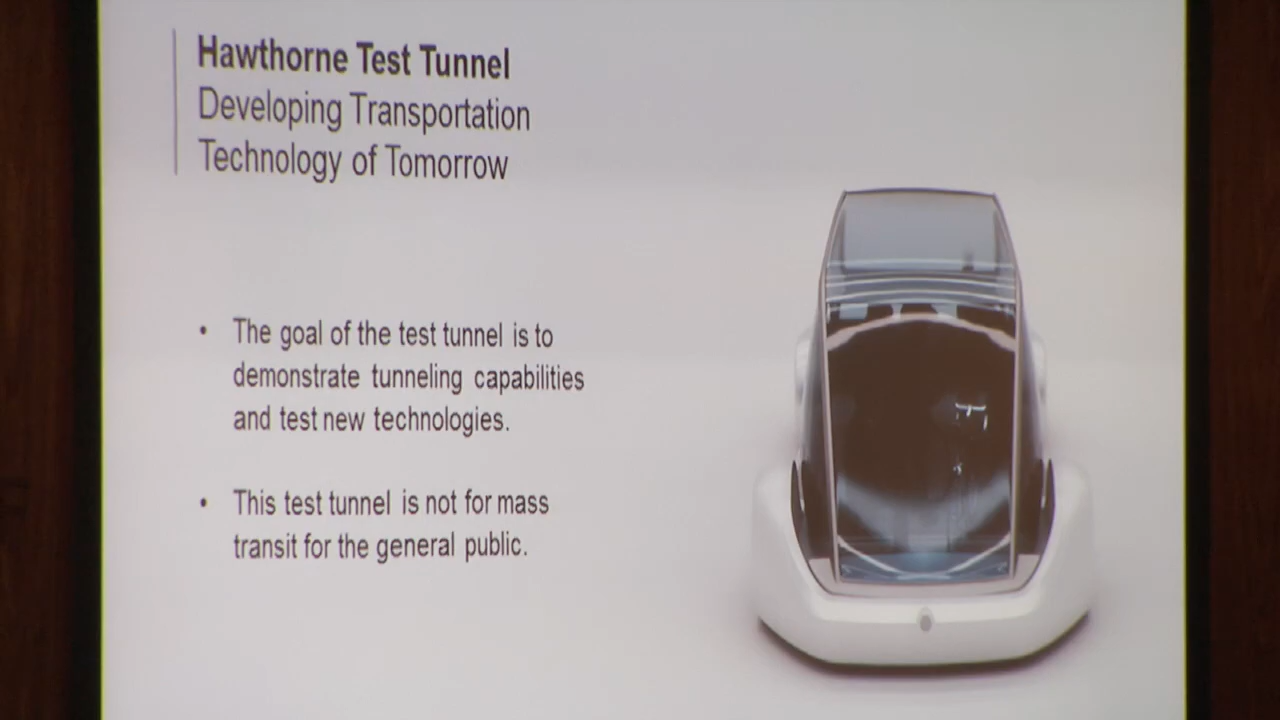 Hawthorne Test Tunnel
Developing Transportation
Technology of Tomorrow
• The goal of the test tunnel is to
demonstrate tunneling capabilities
and test new technologies.
• This test tunnel is not for mass
transit for the general public.